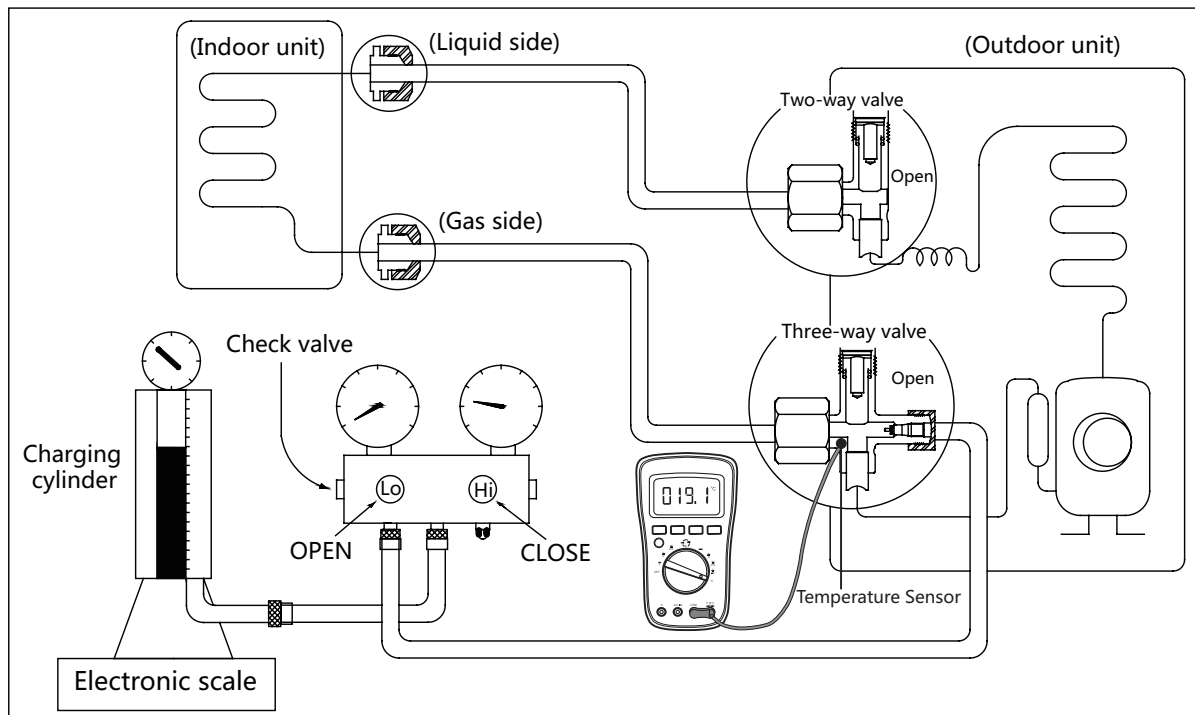 (Indoor unit)
(Liquid side)
(Outdoor unit)
Two-way valve
Open
(Gas side)
Three-way valve
Open
Check valve
Charging
cylinder
Lo
Hi
OPEN
CLOSE
019.1
°C
Temperature Sensor
Electronic scale